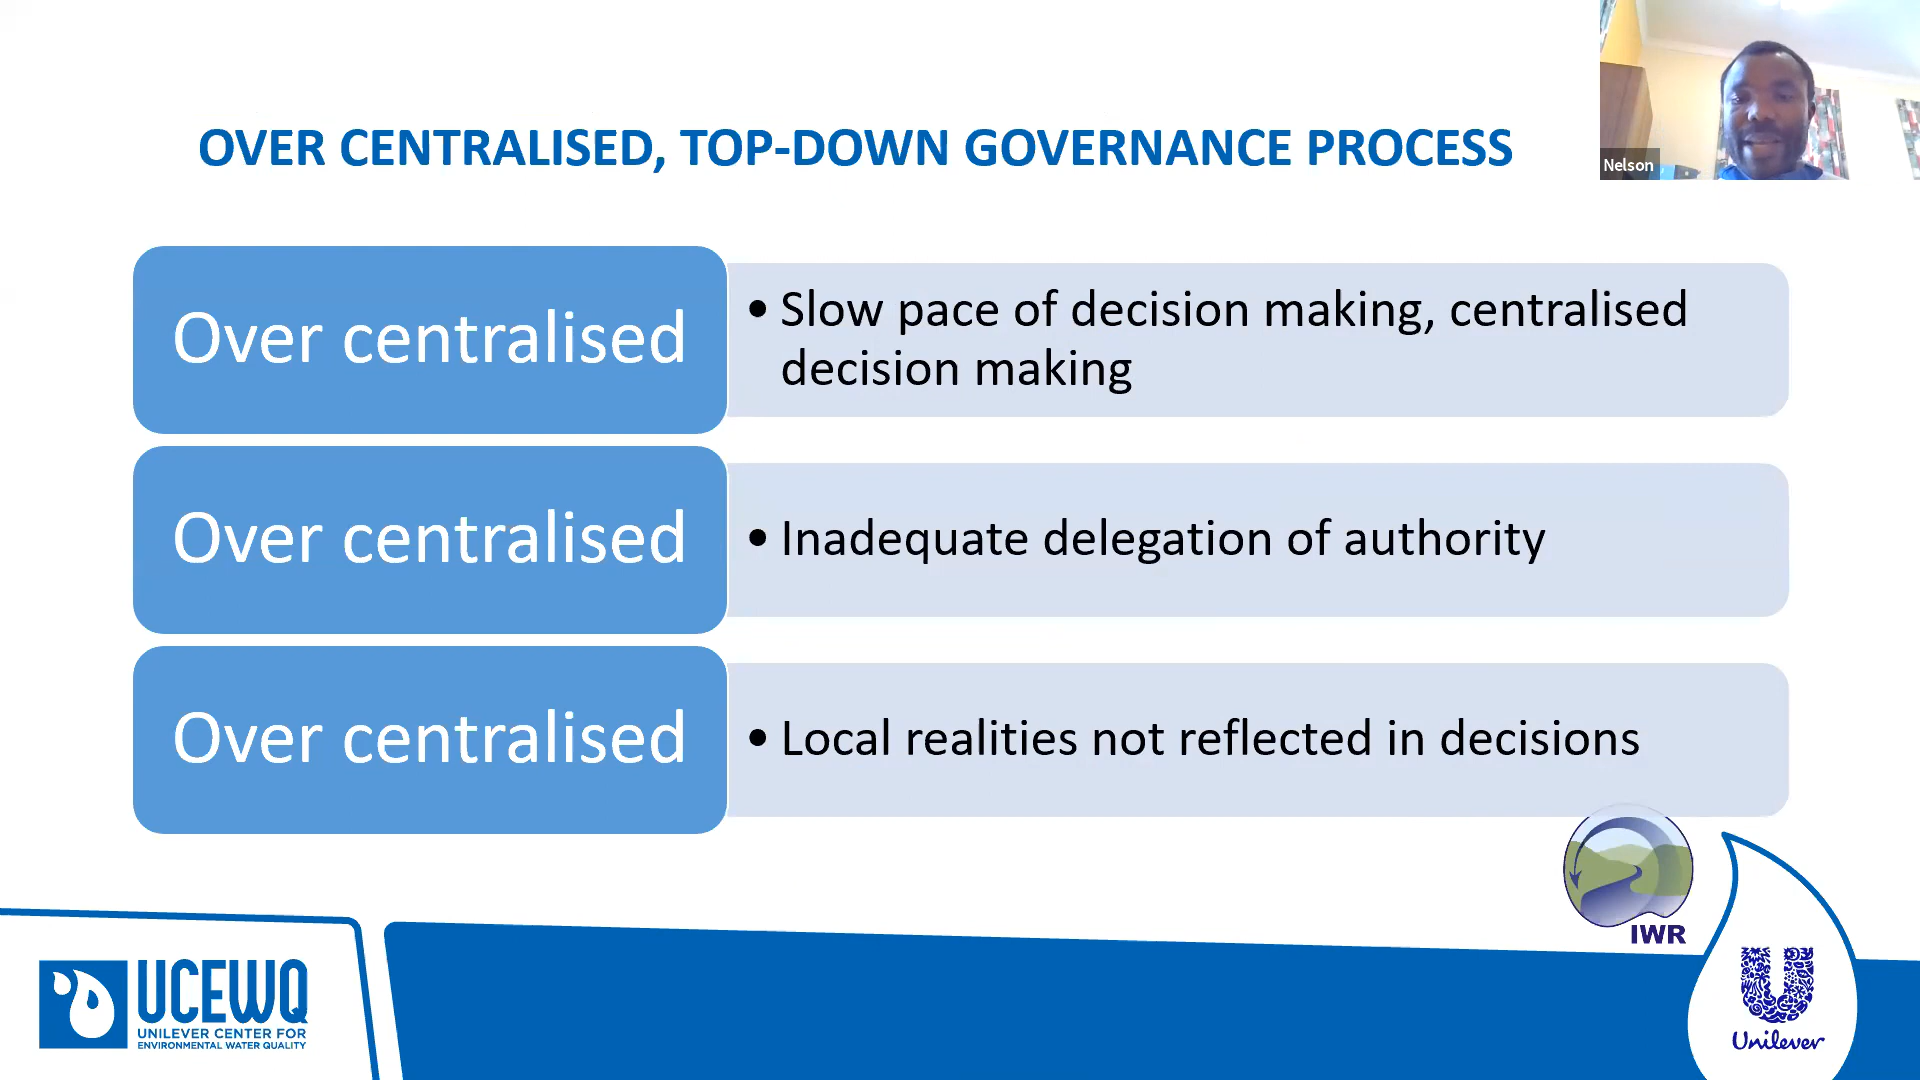 OVER CENTRALISED, TOP-DOWN GOVERNANCE PROCESS
Nelson
Over centralised
• Slow pace of decision making, centralised
decision making
Over centralised
• Inadequate delegation of authority
Over centralised
• Local realities not reflected in decisions
IWR
UCEWQ
UNILEVER CENTER FOR
ENVIRONMENTAL WATER QUALITY
Unilever